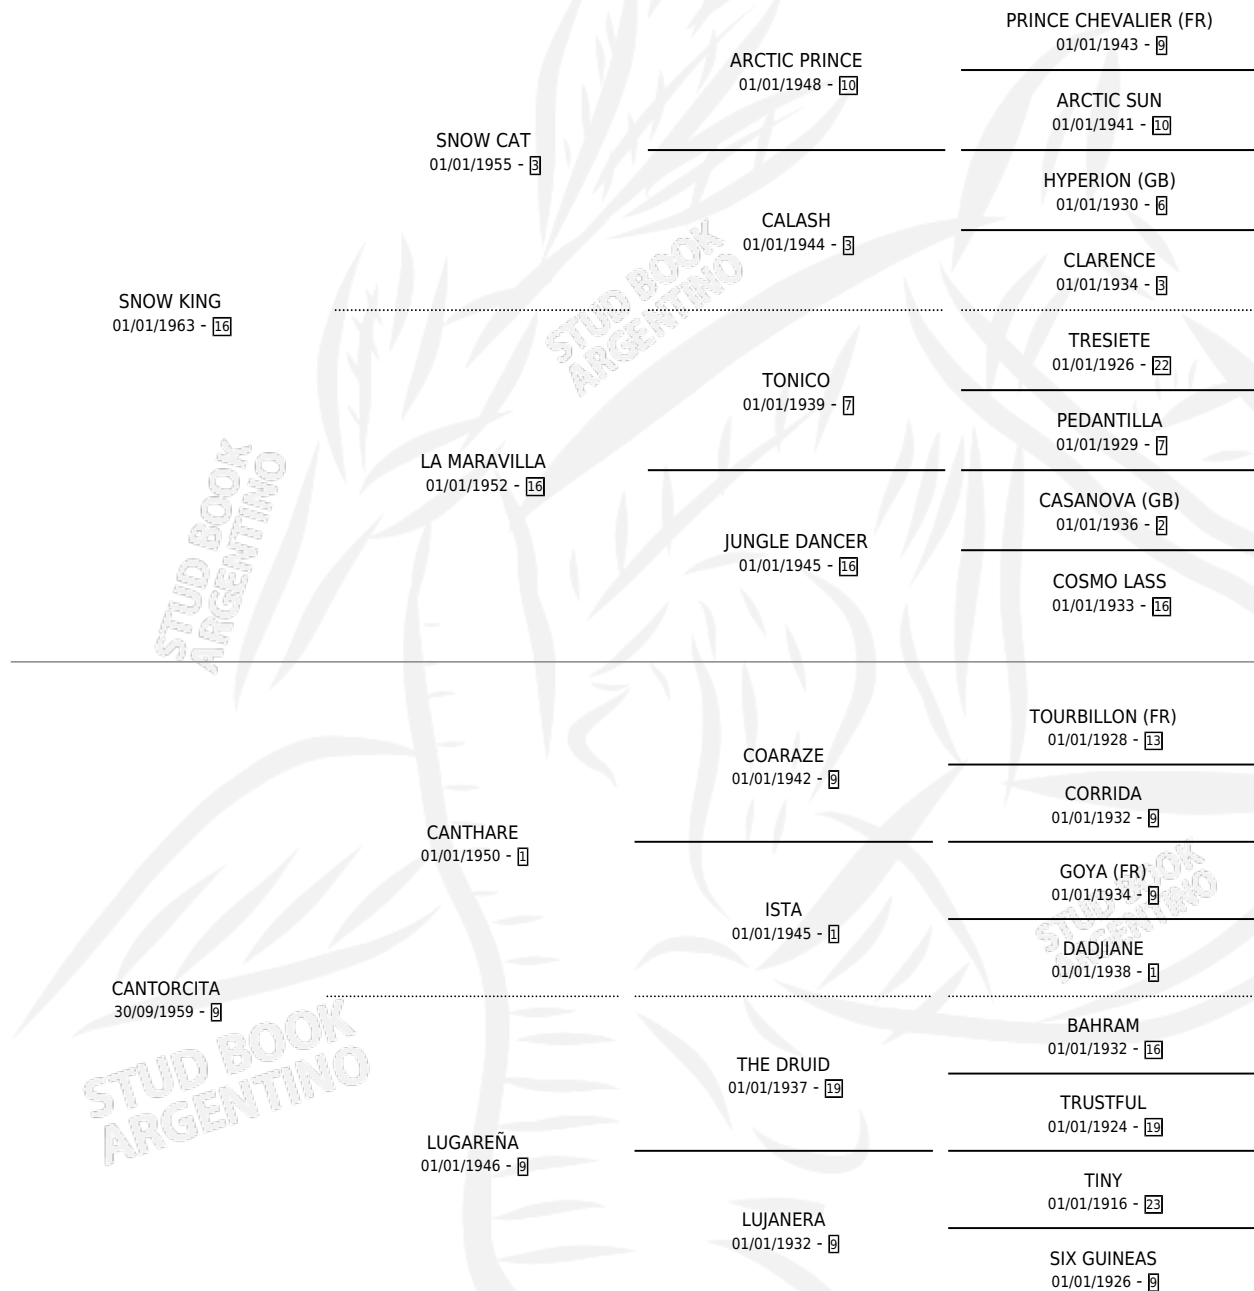 PRINCE CHEVALIER (FR)
01/01/1943 - 9
ARCTIC PRINCE
01/01/1948 - 10
ARCTIC SUN
01/01/1941 - 10
SNOW CAT
01/01/1955 - 3
HYPERION (GB)
01/01/1930 - 6
CALASH
01/01/1944 - 3
CLARENCE
01/01/1934 - 3
SNOW KING
01/01/1963 - 16
TRESIETE
01/01/1926 - 22
TONICO
01/01/1939 - 7
PEDANTILLA
01/01/1929 - 7
LA MARAVILLA
01/01/1952 - 16
CASANOVA (GB)
01/01/1936 - 2
JUNGLE DANCER
01/01/1945 - 16
COSMO LASS
01/01/1933 - 16
TOURBILLON (FR)
01/01/1928 - 13
COARAZE
01/01/1942 - 9
CORRIDA
01/01/1932 - 9
CANTHARE
01/01/1950 - 1
GOYA (FR)
01/01/1934 - 9
ISTA
01/01/1945 - 1
DADJIANE
01/01/1938 - 1
CANTORCITA
30/09/1959 - 9
BAHRAM
01/01/1932 - 16
THE DRUID
01/01/1937 - 19
TRUSTFUL
01/01/1924 - 19
LUGAREÑA
01/01/1946 - 9
TINY
01/01/1916 - 23
LUJANERA
01/01/1932 - 9
SIX GUINEAS
01/01/1926 - 9
STUD BOOK
ARGENTINO
STUD BOOK
ARGENTINO
STUD BOOK
ARGENTINO
STUD BOOK
ARGENTINO